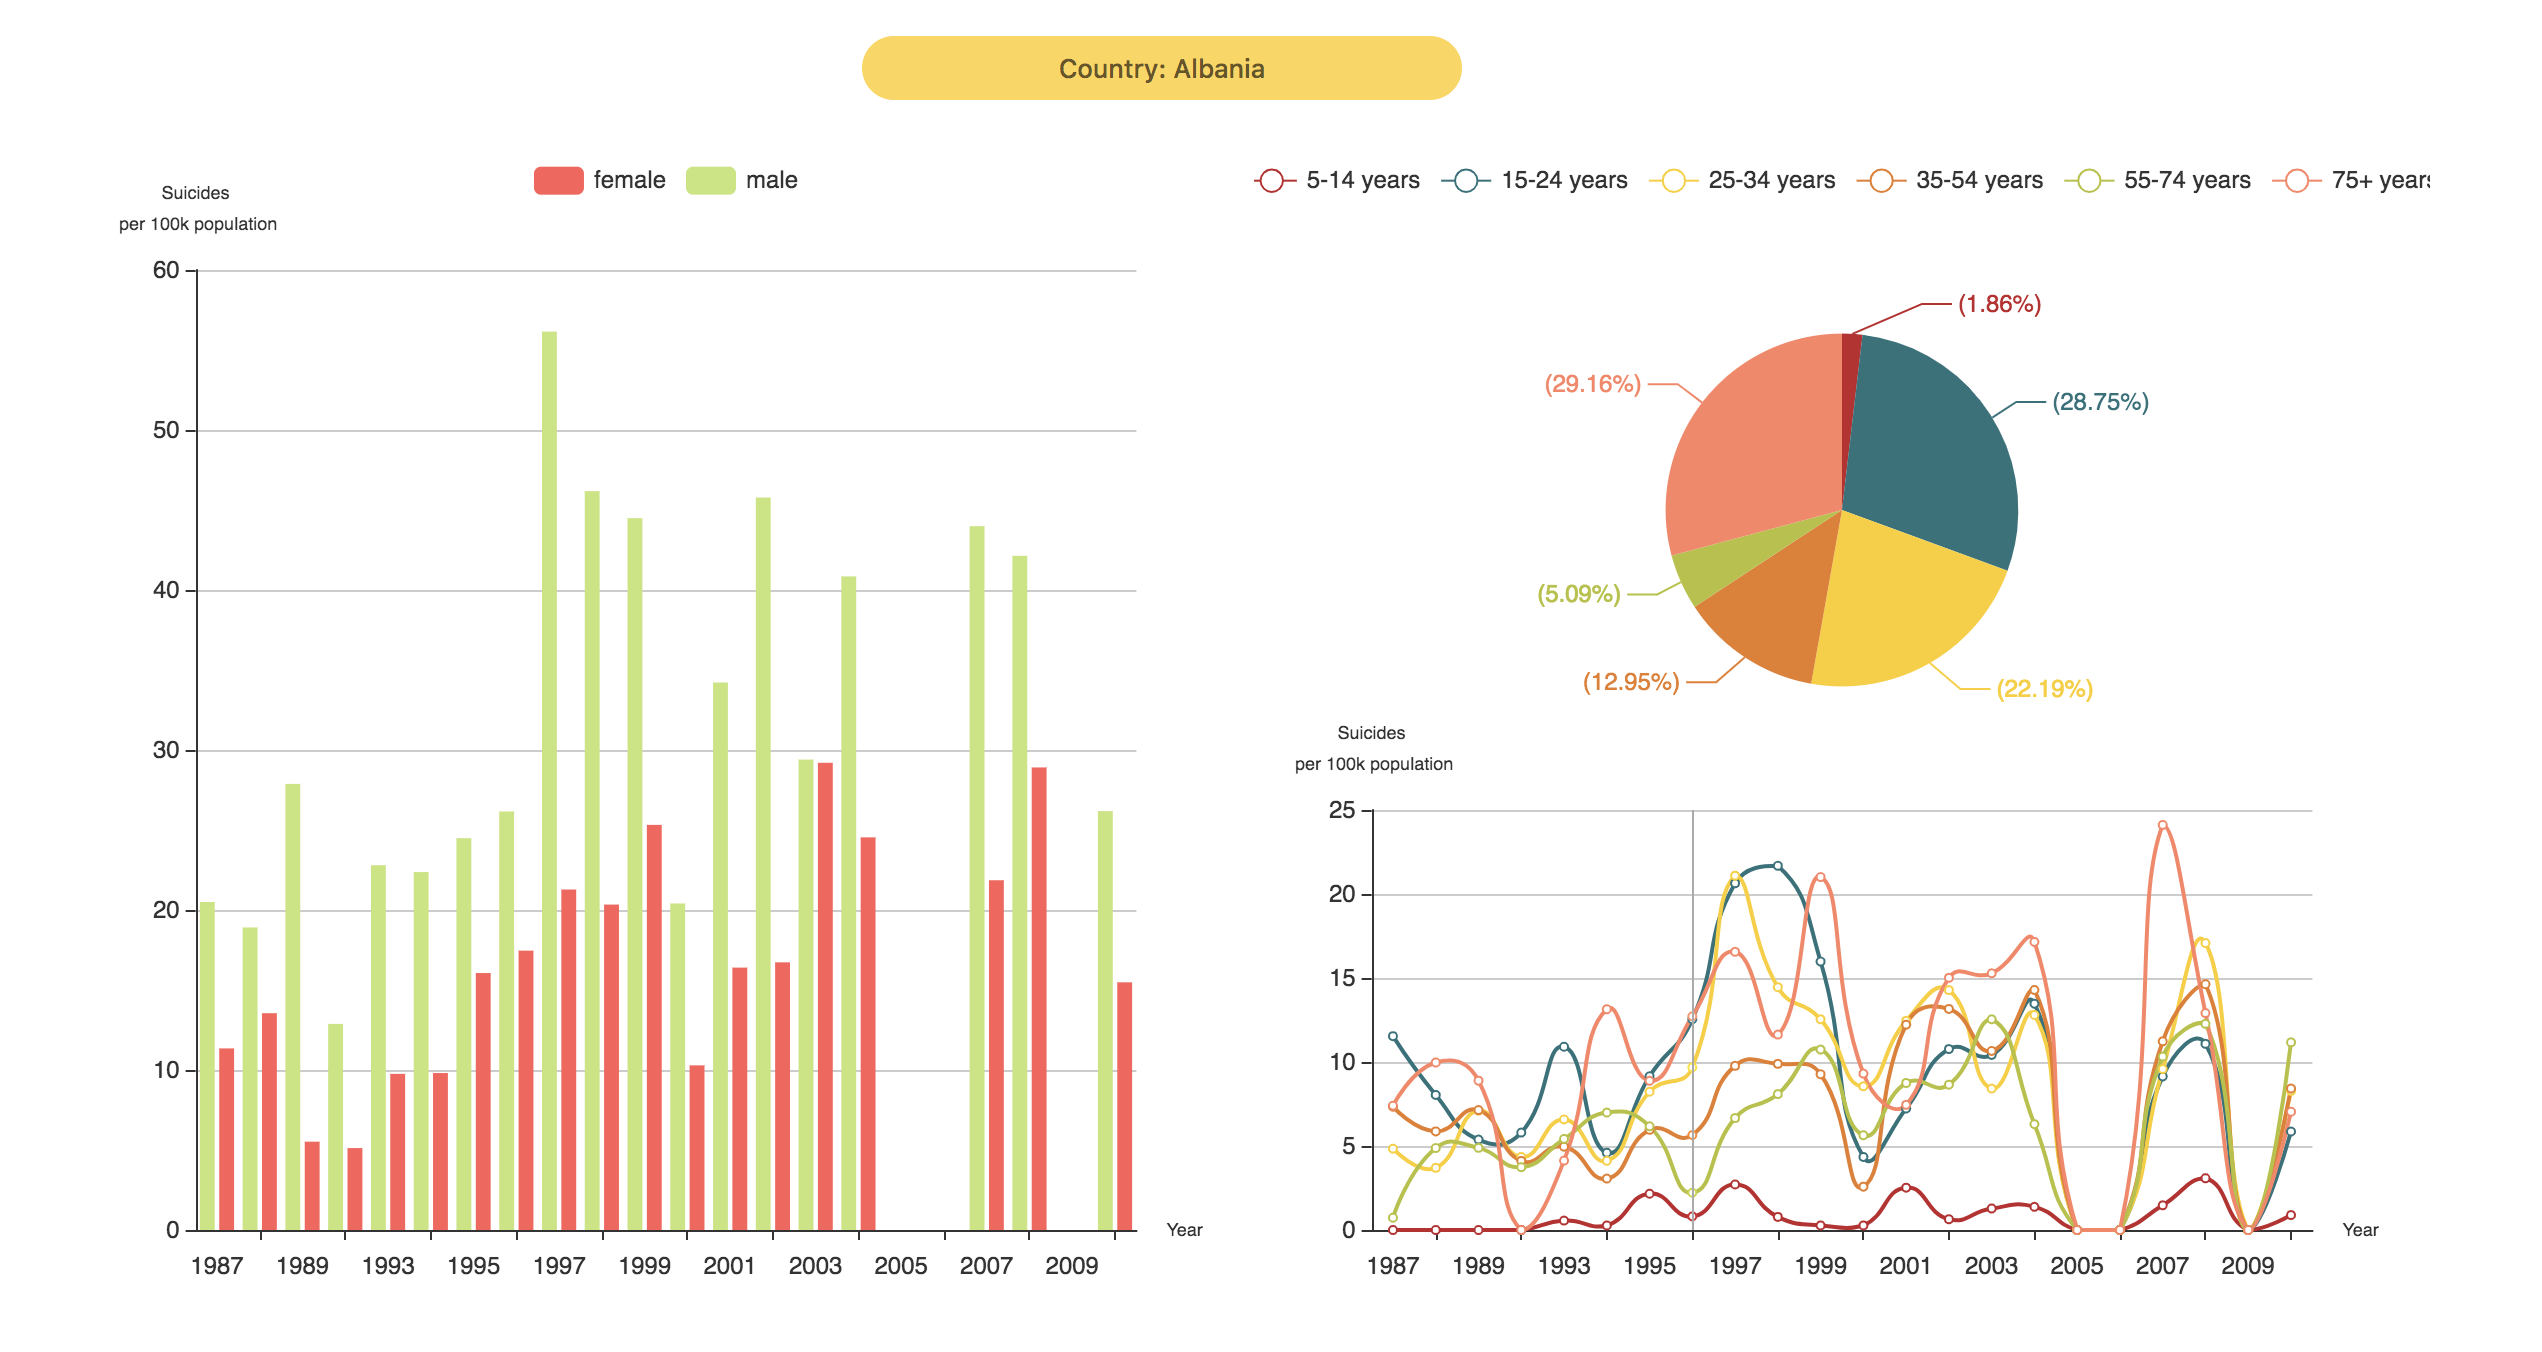 Country: Albania
female male
Suicides
per 100k population
60
50
40
30
20
10
0
Year
1987 1989 1993 1995 1997 1999 2001 2003 2005 2007 2009
5-14 years 15-24 years 25-34 years 35-54 years 55-74 years 75+ years
(1.86%)
(29.16%)
(28.75%)
(5.09%)
(12.95%)
(22.19%)
Suicides
per 100k population
25
20
15
10
5
0
Year
1987 1989 1993 1995 1997 1999 2001 2003 2005 2007 2009